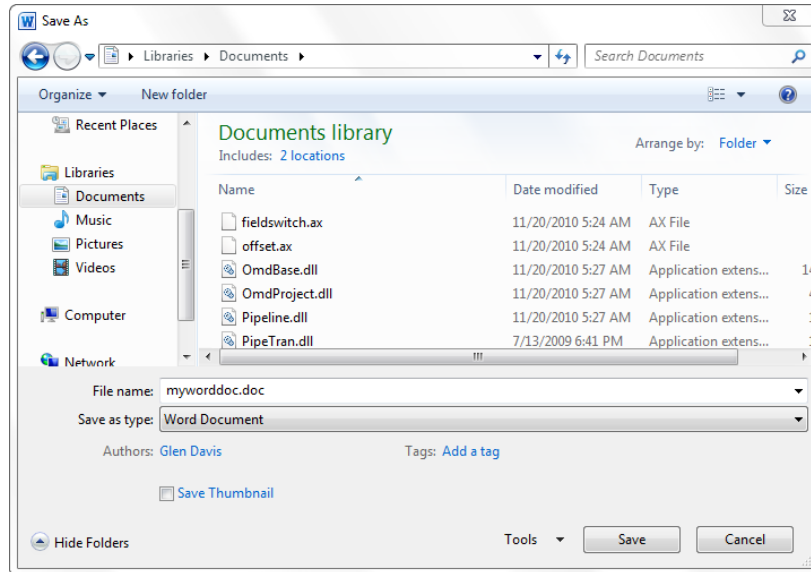 Save As
Libraries Documents
Search Documents
Organize New folder
Recent Places
Libraries
Documents
Music
Pictures
Videos
Computer
Network
Documents library
Includes: 2 locations
Arrange by: Folder
Name Date modified Type Size
fieldswitch.ax 11/20/2010 5:24 AM AX File
offset.ax 11/20/2010 5:24 AM AX File
OmdBase.dll 11/20/2010 5:27 AM Application extens...
OmdProject.dll 11/20/2010 5:27 AM Application extens...
Pipeline.dll 11/20/2010 5:27 AM Application extens...
PipeTran.dll 7/13/2009 6:41 PM Application extens...
File name: myworddoc.doc
Save as type: Word Document
Authors: Glen Davis Tags: Add a tag
Save Thumbnail
Hide Folders Tools Save Cancel